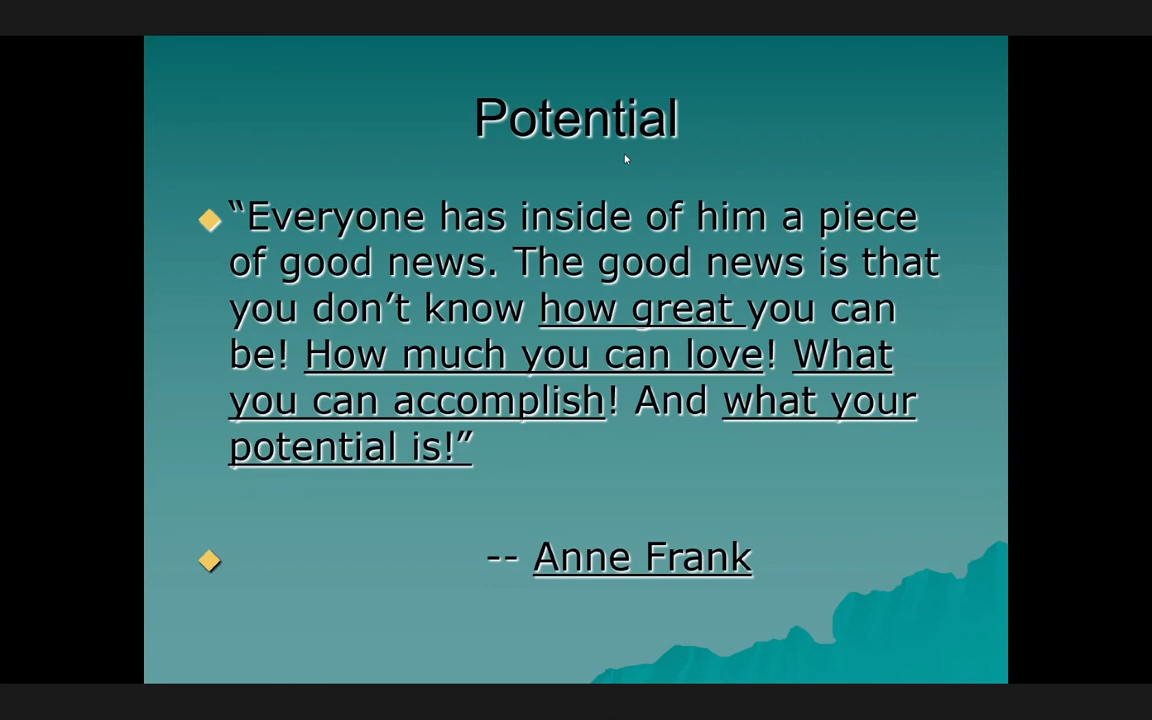 Potential
“Everyone has inside of him a piece
of good news. The good news is that
you don’t know how great you can
be! How much you can love! What
you can accomplish! And what your
potential is!”
-- Anne Frank